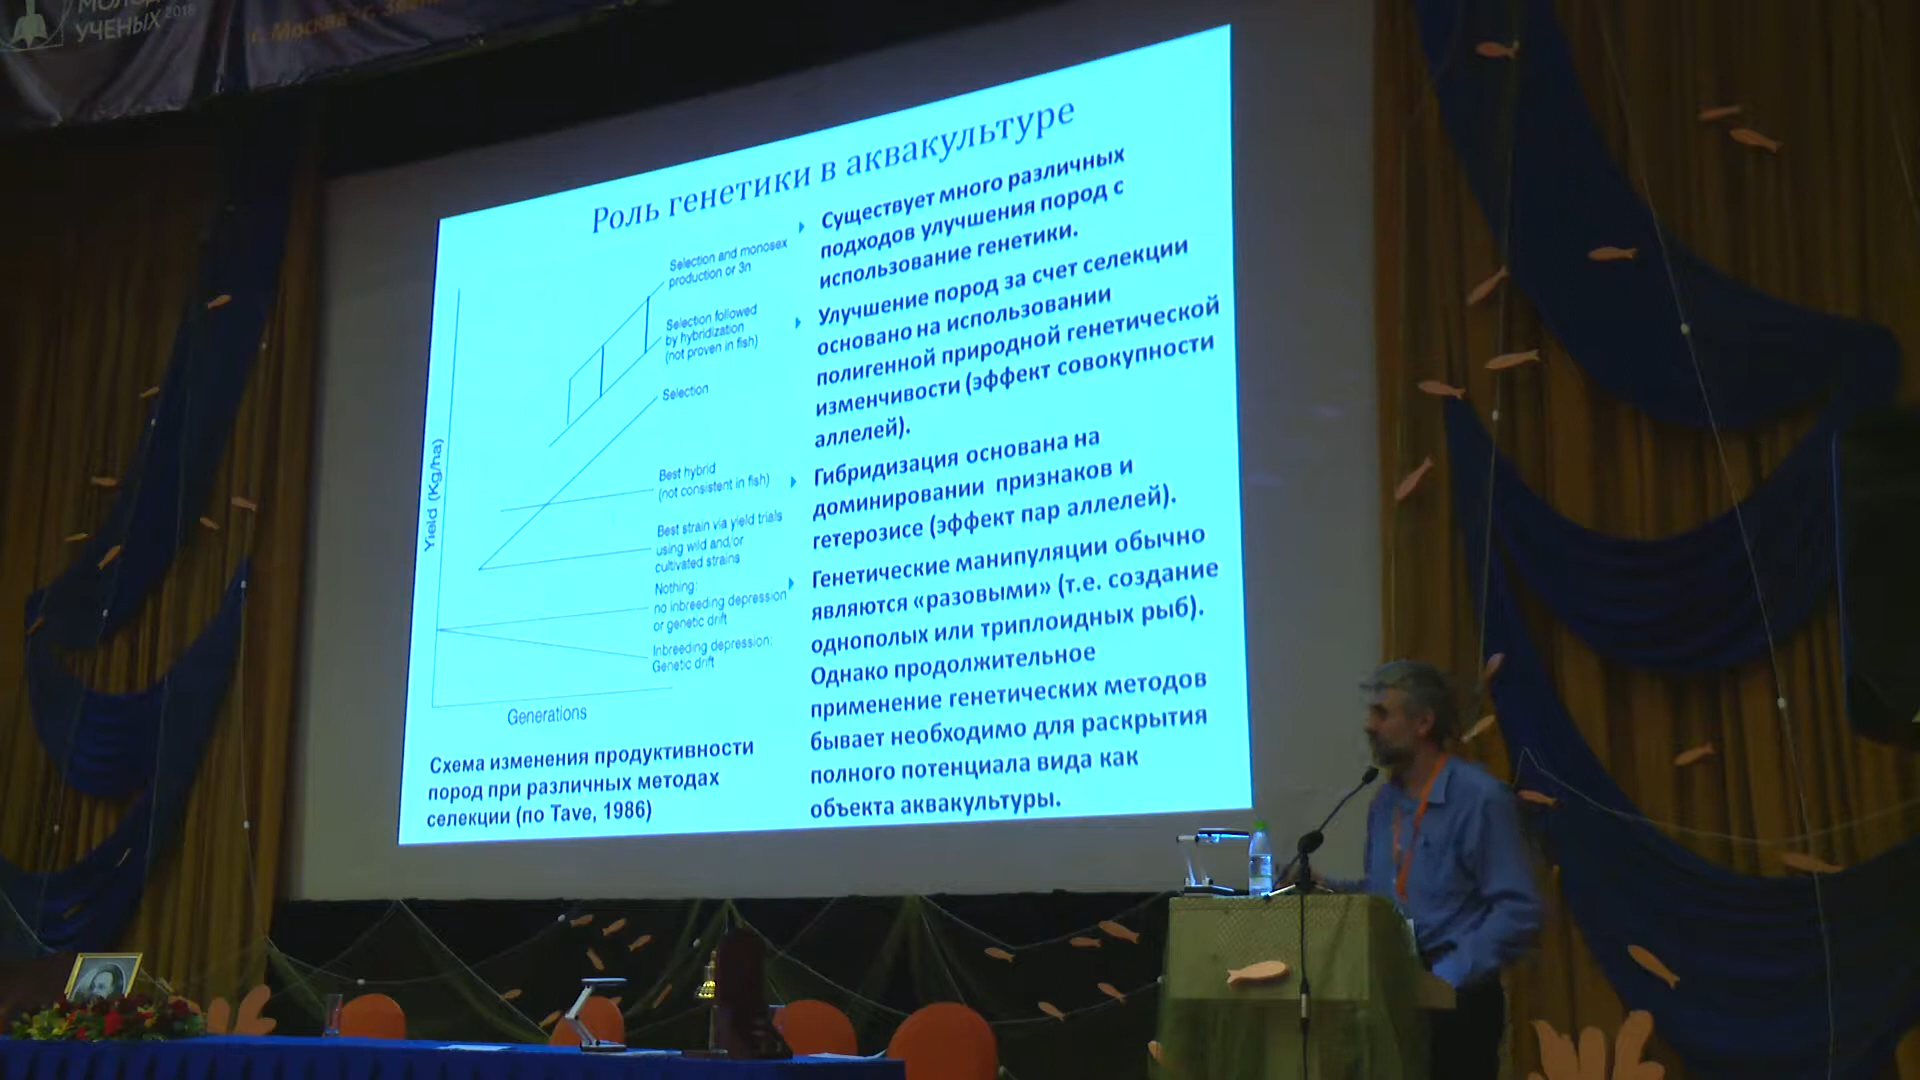 УЧЕНЫХ 2018
г. Москва
Роль генетики в аквакультуре
Selection and monosex
production or 3n
Selection followed
by hybridization
(not proven in fish)
Selection
Best hybrid
(not consistent in fish)
Best strain via yield trials
using wild and/or
cultivated strains
Nothing:
no inbreeding depression
or genetic drift
Inbreeding depression:
Genetic drift
Yield (Kg/ha)
Generations
Схема изменения продуктивности
пород при различных методах
селекции (по Tave, 1986)
Существует много различных
подходов улучшения пород с
использование генетики.
Улучшение пород за счет селекции
основано на использовании
полигенной природной генетической
изменчивости (эффект совокупности
аллелей).
Гибридизация основана на
доминировании признаков и
гетерозисе (эффект пар аллелей).
Генетические манипуляции обычно
являются «разовыми» (т.е. создание
однополых или триплоидных рыб).
Однако продолжительное
применение генетических методов
бывает необходимо для раскрытия
полного потенциала вида как
объекта аквакультуры.